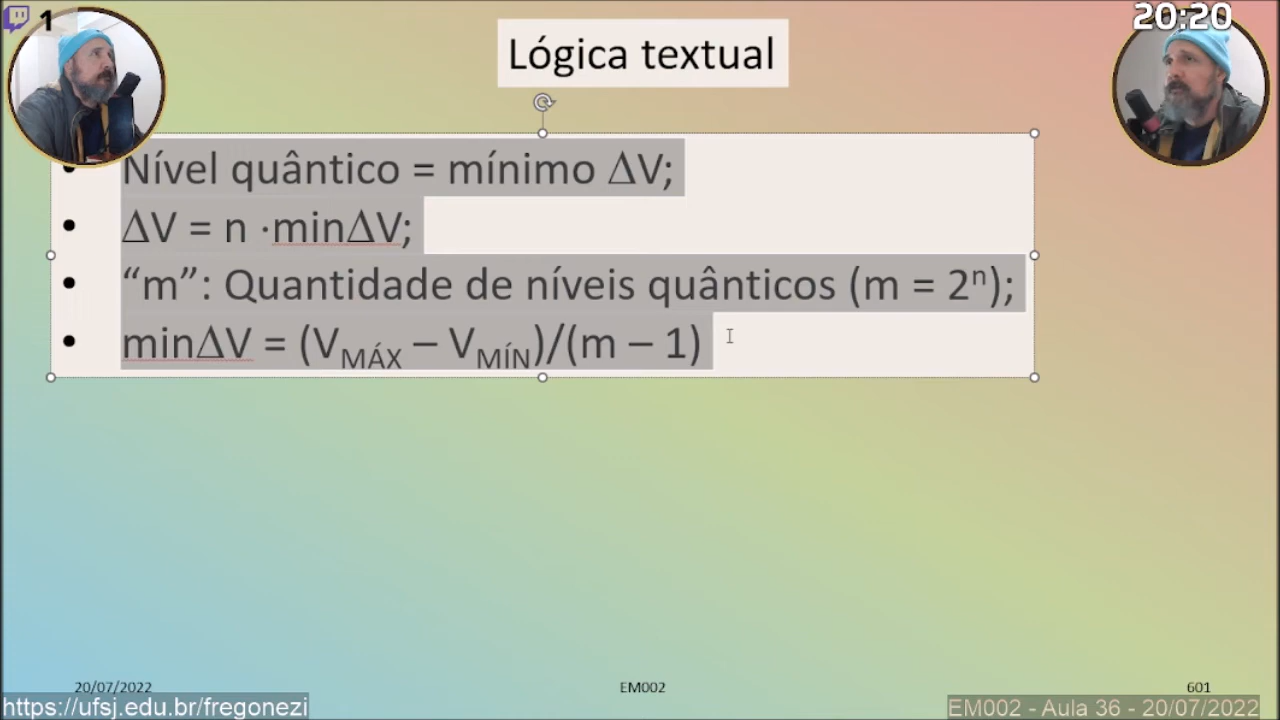 1
20:20
Lógica textual
• Nível quântico = mínimo ΔV;
• ΔV = n ·minΔV;
• “m”: Quantidade de níveis quânticos (m = 2ⁿ);
• minΔV = (V_MÁX – V_MÍN)/(m – 1)
20/07/2022
EM002
601
https://ufsj.edu.br/fregonezi
EM002 - Aula 36 - 20/07/2022